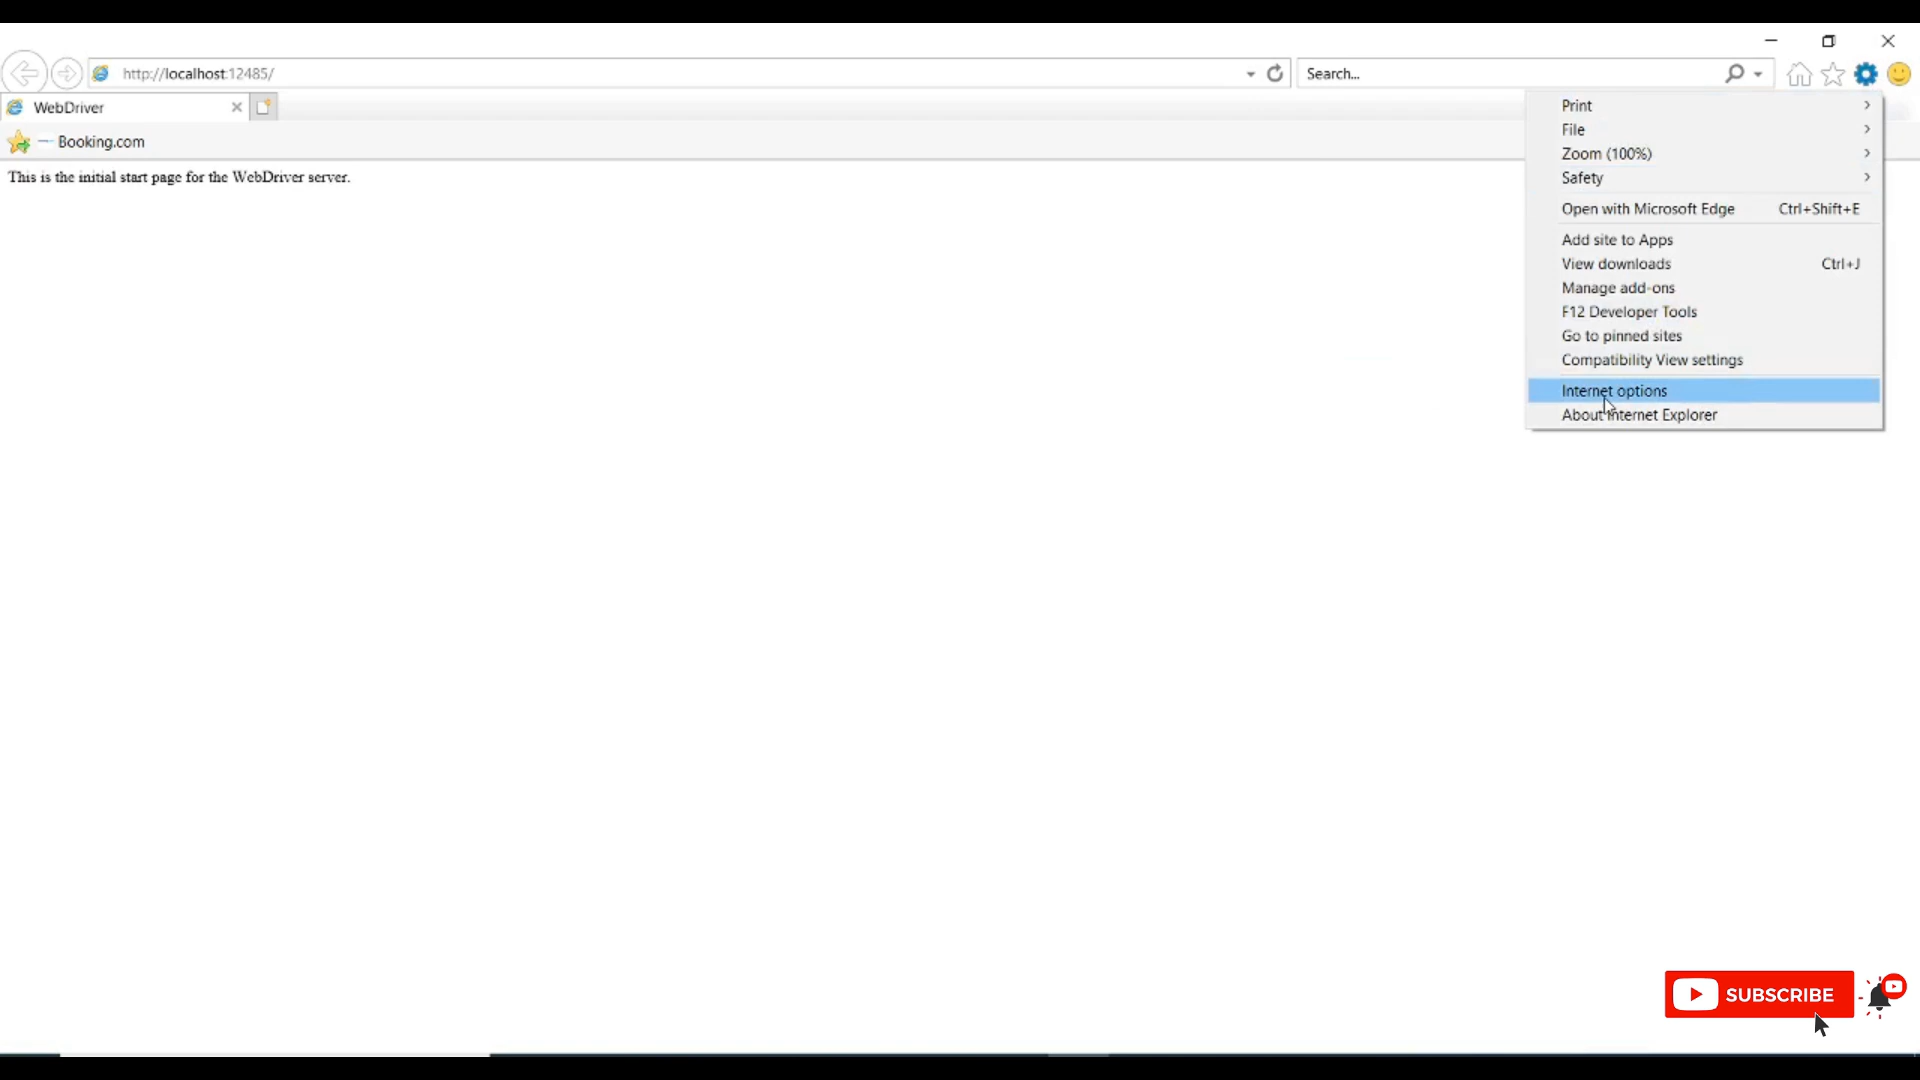 http://localhost:12485/
Search...
WebDriver
Booking.com
This is the initial start page for the WebDriver server.
Print
File
Zoom (100%)
Safety
Open with Microsoft Edge Ctrl+Shift+E
Add site to Apps
View downloads Ctrl+J
Manage add-ons
F12 Developer Tools
Go to pinned sites
Compatibility View settings
Internet options
About Internet Explorer
SUBSCRIBE